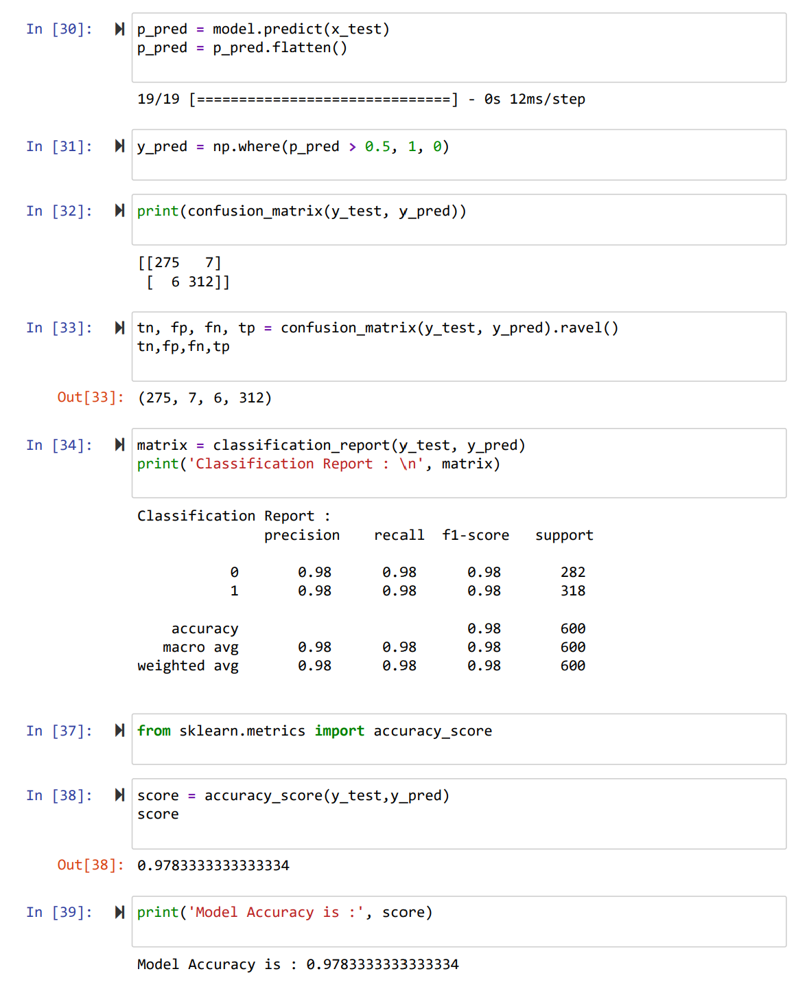 In [30]: p_pred = model.predict(x_test)
p_pred = p_pred.flatten()
19/19 [==============================] - 0s 12ms/step
In [31]: y_pred = np.where(p_pred > 0.5, 1, 0)
In [32]: print(confusion_matrix(y_test, y_pred))
[[275   7]
 [  6 312]]
In [33]: tn, fp, fn, tp = confusion_matrix(y_test, y_pred).ravel()
tn,fp,fn,tp
Out[33]: (275, 7, 6, 312)
In [34]: matrix = classification_report(y_test, y_pred)
print('Classification Report : \n', matrix)
Classification Report :
               precision    recall  f1-score   support
           0       0.98      0.98      0.98       282
           1       0.98      0.98      0.98       318
    accuracy                           0.98       600
   macro avg       0.98      0.98      0.98       600
weighted avg       0.98      0.98      0.98       600
In [37]: from sklearn.metrics import accuracy_score
In [38]: score = accuracy_score(y_test,y_pred)
score
Out[38]: 0.9783333333333334
In [39]: print('Model Accuracy is :', score)
Model Accuracy is : 0.9783333333333334